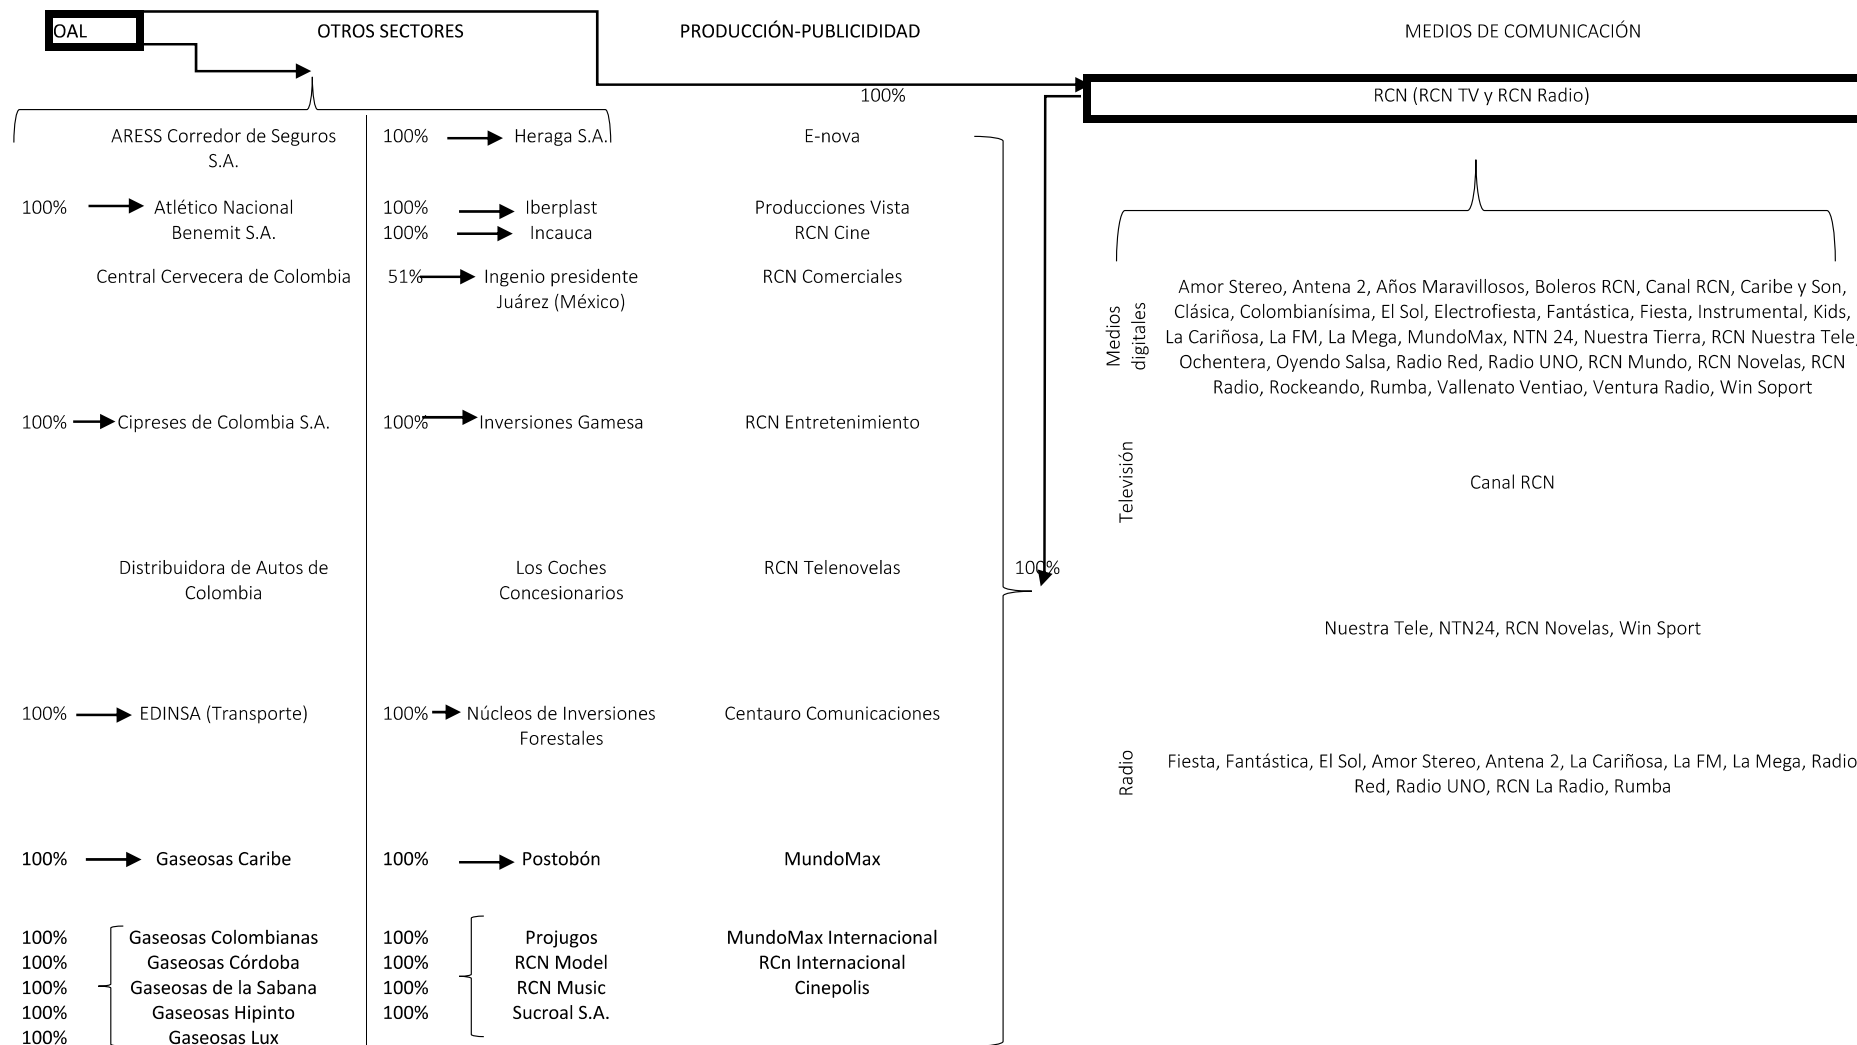 OAL
OTROS SECTORES
PRODUCCIÓN-PUBLICIDIDAD
MEDIOS DE COMUNICACIÓN
100%
RCN (RCN TV y RCN Radio)
ARESS Corredor de Seguros
S.A.
100%
Heraga S.A.
E-nova
100%
Atlético Nacional
Benemit S.A.
100%
Iberplast
100%
Incauca
Producciones Vista
RCN Cine
Central Cervecera de Colombia
51%
Ingenio presidente
Juárez (México)
RCN Comerciales
Medios
digitales
Amor Stereo, Antena 2, Años Maravillosos, Boleros RCN, Canal RCN, Caribe y Son,
Clásica, Colombianísima, El Sol, Electrofiesta, Fantástica, Fiesta, Instrumental, Kids,
La Cariñosa, La FM, La Mega, MundoMax, NTN 24, Nuestra Tierra, RCN Nuestra Tele,
Ochentera, Oyendo Salsa, Radio Red, Radio UNO, RCN Mundo, RCN Novelas, RCN
Radio, Rockeando, Rumba, Vallenato Ventiao, Ventura Radio, Win Soport
100%
Cipreses de Colombia S.A.
100%
Inversiones Gamesa
RCN Entretenimiento
Televisión
Canal RCN
Distribuidora de Autos de
Colombia
Los Coches
Concesionarios
RCN Telenovelas
100%
Nuestra Tele, NTN24, RCN Novelas, Win Sport
100%
EDINSA (Transporte)
100%
Núcleos de Inversiones
Forestales
Centauro Comunicaciones
Radio
Fiesta, Fantástica, El Sol, Amor Stereo, Antena 2, La Cariñosa, La FM, La Mega, Radio
Red, Radio UNO, RCN La Radio, Rumba
100%
Gaseosas Caribe
100%
Postobón
MundoMax
100%
Gaseosas Colombianas
100%
Gaseosas Córdoba
100%
Gaseosas de la Sabana
100%
Gaseosas Hipinto
100%
Gaseosas Lux
100%
Projugos
100%
RCN Model
100%
RCN Music
100%
Sucroal S.A.
MundoMax Internacional
RCn Internacional
Cinepolis